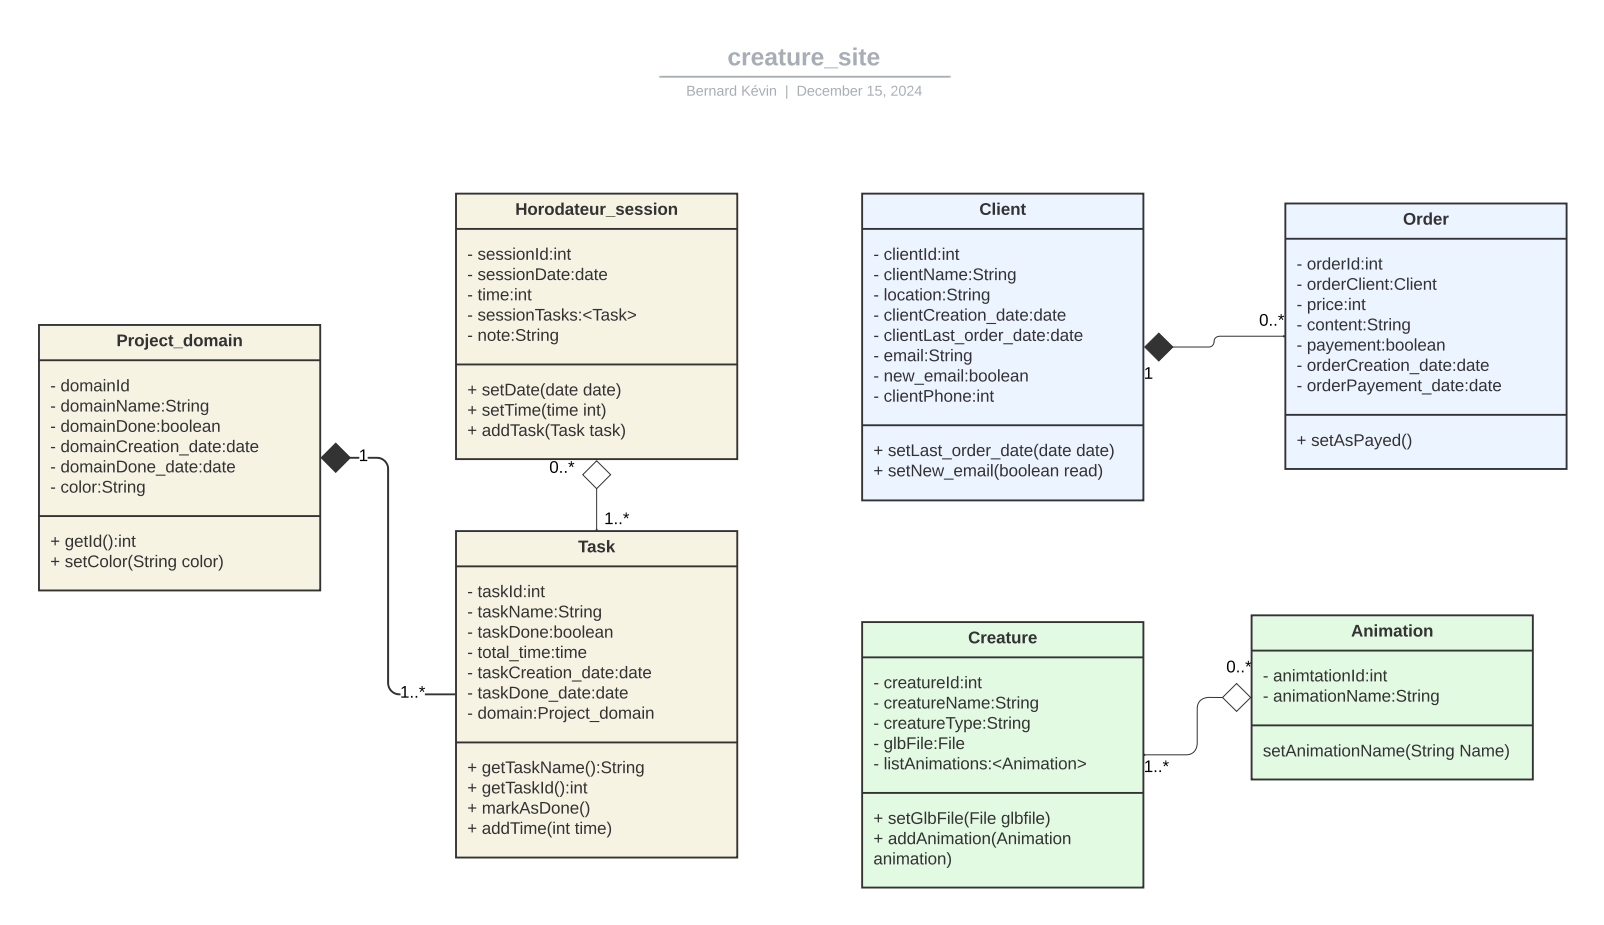 creature_site
Bernard Kévin | December 15, 2024
Project_domain
- domainId
- domainName:String
- domainDone:boolean
- domainCreation_date:date
- domainDone_date:date
- color:String
+ getId():int
+ setColor(String color)
1
1..*
Horodateur_session
- sessionId:int
- sessionDate:date
- time:int
- sessionTasks:<Task>
- note:String
+ setDate(date date)
+ setTime(time int)
+ addTask(Task task)
0..*
1..*
Task
- taskId:int
- taskName:String
- taskDone:boolean
- total_time:time
- taskCreation_date:date
- taskDone_date:date
- domain:Project_domain
+ getTaskName():String
+ getTaskId():int
+ markAsDone()
+ addTime(int time)
Client
- clientId:int
- clientName:String
- location:String
- clientCreation_date:date
- clientLast_order_date:date
- email:String
- new_email:boolean
- clientPhone:int
+ setLast_order_date(date date)
+ setNew_email(boolean read)
1
0..*
Order
- orderId:int
- orderClient:Client
- price:int
- content:String
- payement:boolean
- orderCreation_date:date
- orderPayement_date:date
+ setAsPayed()
Creature
- creatureId:int
- creatureName:String
- creatureType:String
- glbFile:File
- listAnimations:<Animation>
+ setGlbFile(File glbfile)
+ addAnimation(Animation
animation)
1..*
0..*
Animation
- animtationId:int
- animationName:String
setAnimationName(String Name)